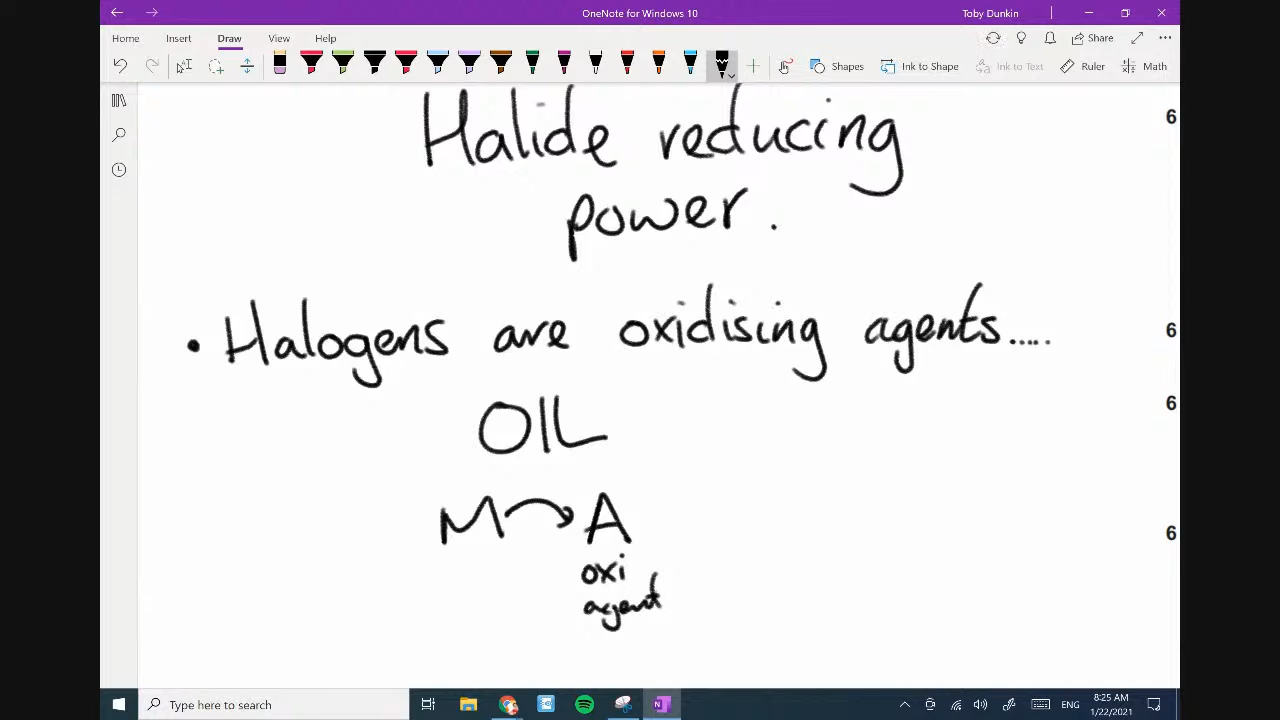 OneNote for Windows 10
Toby Dunkin
Home Insert Draw View Help
Share
Shapes Ink to Shape Ink to Text Ruler Math
Halide reducing
power.
6
• Halogens are oxidising agents.....
6
OIL
6
M A
6
oxi
agent
Type here to search
ENG
8:25 AM
1/22/2021